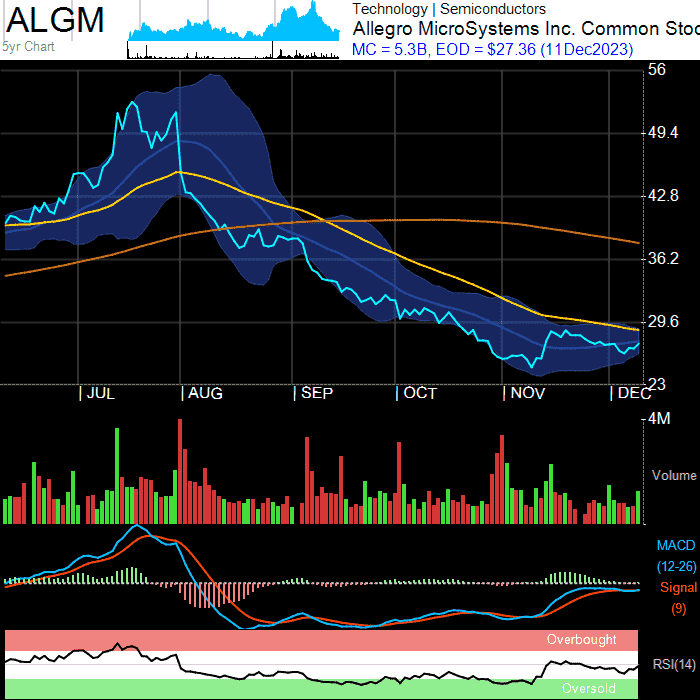 ALGM
5yr Chart
Technology | Semiconductors
Allegro MicroSystems Inc. Common Stoc
MC = 5.3B, EOD = $27.36 (11Dec2023)
56
49.4
42.8
36.2
29.6
23
| JUL | AUG | SEP | OCT | NOV | DEC
4M
Volume
MACD
(12-26)
Signal
(9)
Overbought
RSI(14)
Oversold